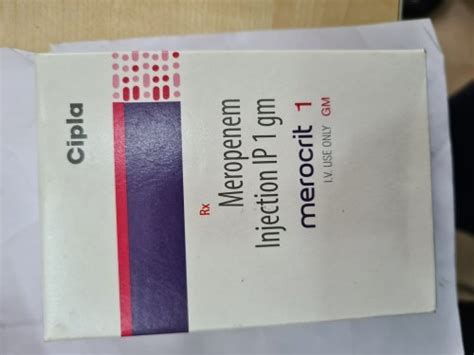 Cipla
Rx
Meropenem
Injection IP 1 gm
merocrit 1
GM
I.V. USE ONLY